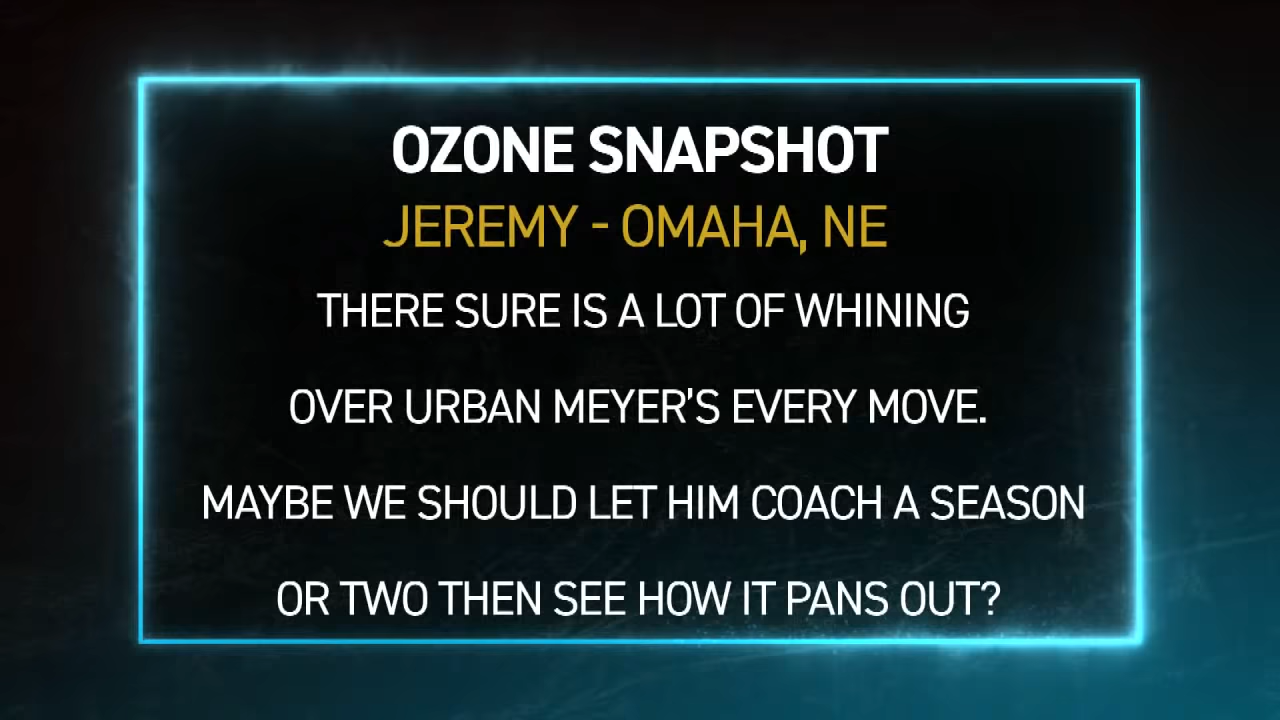 OZONE SNAPSHOT
JEREMY - OMAHA, NE
THERE SURE IS A LOT OF WHINING
OVER URBAN MEYER'S EVERY MOVE.
MAYBE WE SHOULD LET HIM COACH A SEASON
OR TWO THEN SEE HOW IT PANS OUT?